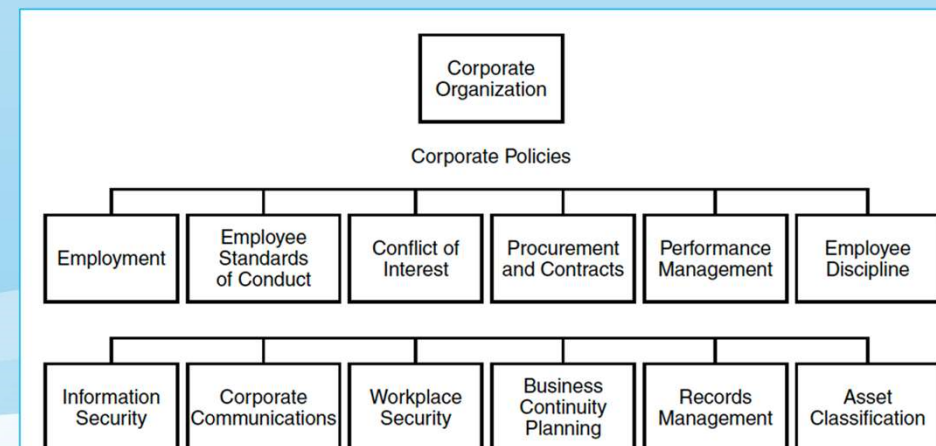 Corporate
Organization
Corporate Policies
Employment
Employee
Standards
of Conduct
Conflict of
Interest
Procurement
and Contracts
Performance
Management
Employee
Discipline
Information
Security
Corporate
Communications
Workplace
Security
Business
Continuity
Planning
Records
Management
Asset
Classification